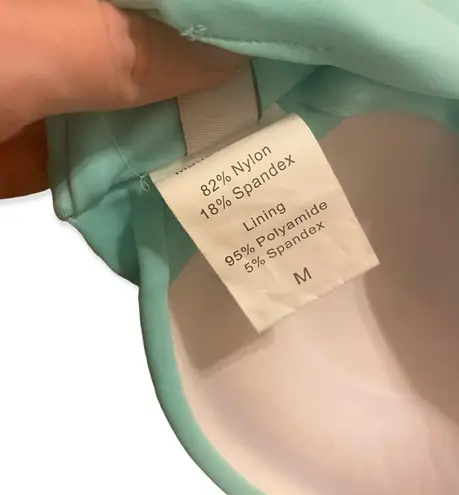 82% Nylon
18% Spandex
Lining
95% Polyamide
5% Spandex
M